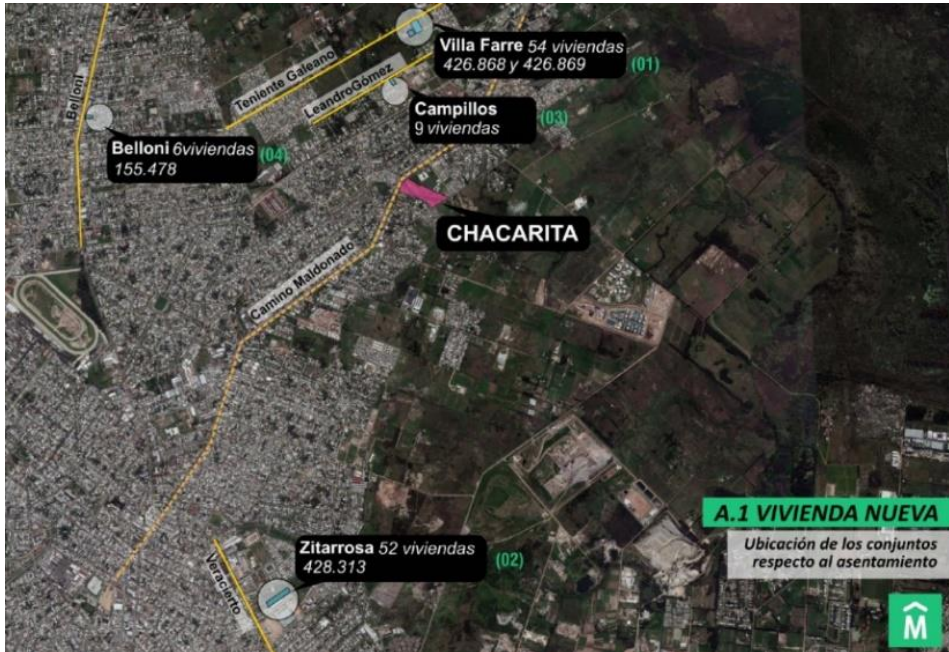 Villa Farre 54 viviendas
426.868 y 426.869
(01)
Teniente Galeano
LeandroGómez
Belloni
Campillos
9 viviendas
(03)
Belloni 6viviendas
155.478
(04)
CHACARITA
Camino Maldonado
A.1 VIVIENDA NUEVA
Ubicación de los conjuntos
respecto al asentamiento
Zitarrosa 52 viviendas
428.313
(02)
Veracierto
M